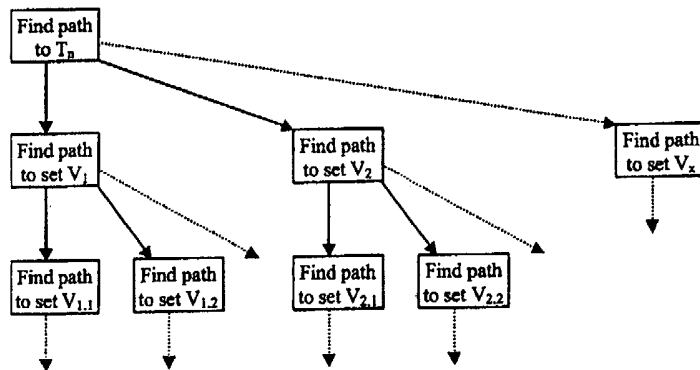 Find path
to Tn
Find path
to set V1
Find path
to set V2
Find path
to set Vx
Find path
to set V1,1
Find path
to set V1,2
Find path
to set V2,1
Find path
to set V2,2